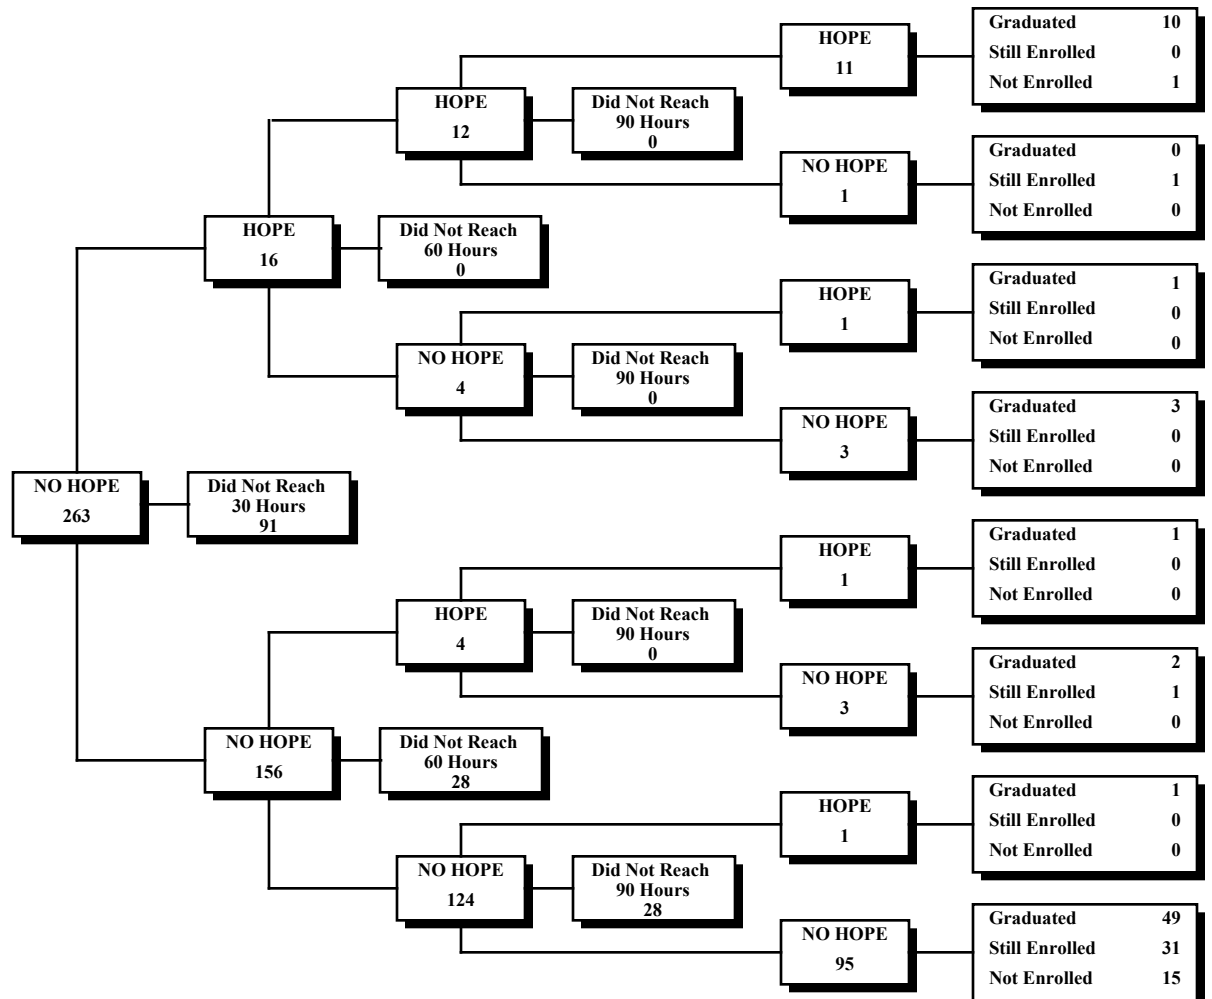 NO HOPE
263
Did Not Reach
30 Hours
91
HOPE
16
Did Not Reach
60 Hours
0
NO HOPE
156
Did Not Reach
60 Hours
28
HOPE
12
Did Not Reach
90 Hours
0
NO HOPE
4
Did Not Reach
90 Hours
0
HOPE
4
Did Not Reach
90 Hours
0
NO HOPE
124
Did Not Reach
90 Hours
28
HOPE
11
Graduated 10
Still Enrolled 0
Not Enrolled 1
NO HOPE
1
Graduated 0
Still Enrolled 1
Not Enrolled 0
HOPE
1
Graduated 1
Still Enrolled 0
Not Enrolled 0
NO HOPE
3
Graduated 3
Still Enrolled 0
Not Enrolled 0
HOPE
1
Graduated 1
Still Enrolled 0
Not Enrolled 0
NO HOPE
3
Graduated 2
Still Enrolled 1
Not Enrolled 0
HOPE
1
Graduated 1
Still Enrolled 0
Not Enrolled 0
NO HOPE
95
Graduated 49
Still Enrolled 31
Not Enrolled 15